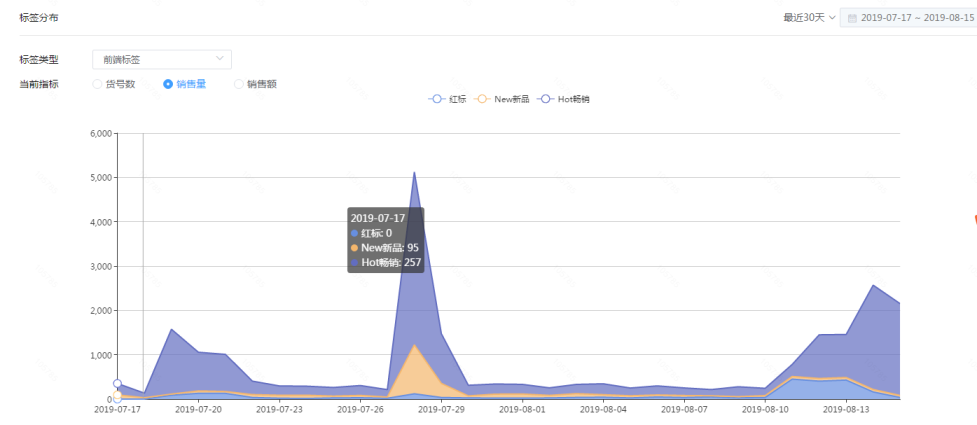 标签分布
最近30天 2019-07-17 ~ 2019-08-15
标签类型 前端标签
当前指标 货号数 销售量 销售额
红标 New新品 Hot畅销
6,000
5,000
4,000
3,000
2,000
1,000
0
2019-07-17
红标: 0
New新品: 95
Hot畅销: 257
2019-07-17 2019-07-20 2019-07-23 2019-07-26 2019-07-29 2019-08-01 2019-08-04 2019-08-07 2019-08-10 2019-08-13